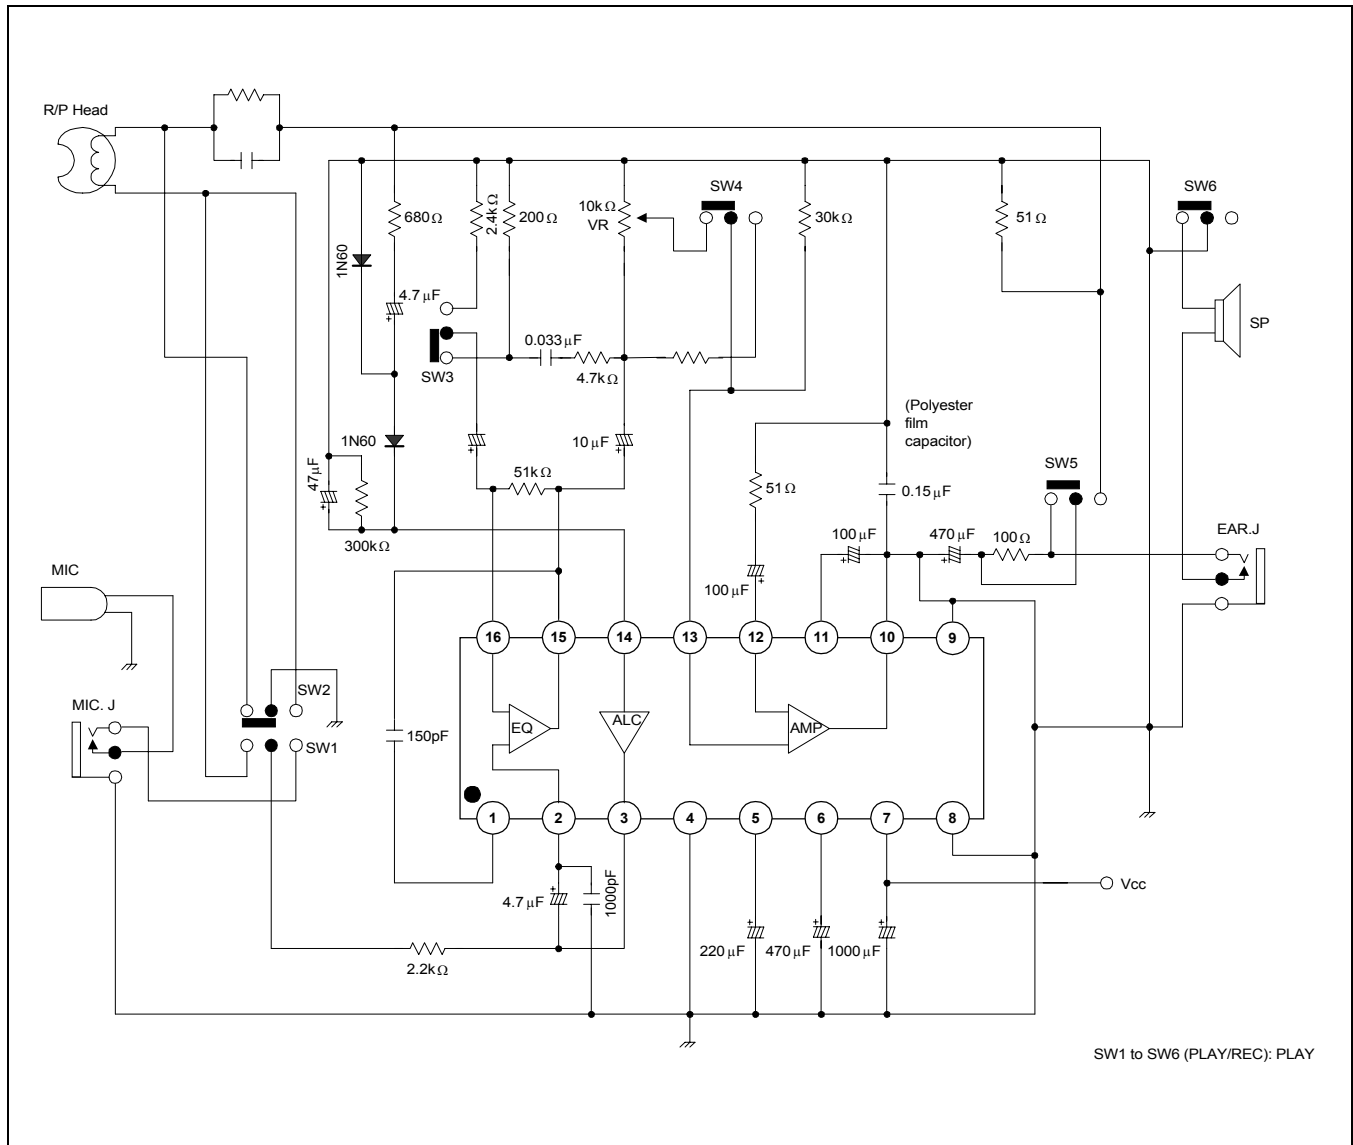 R/P Head
SW4
SW6
680Ω
2.4kΩ
200Ω
10kΩ
VR
30kΩ
51Ω
1N60
4.7µF
SP
0.033µF
SW3
4.7kΩ
(Polyester
film
capacitor)
1N60
10µF
SW5
47µF
51kΩ
51Ω
0.15µF
300kΩ
100µF
470µF
100Ω
EAR.J
MIC
100µF
16
15
14
13
12
11
10
9
SW2
MIC. J
EQ
ALC
AMP
150pF
SW1
1
2
3
4
5
6
7
8
Vcc
4.7µF
1000pF
220µF
470µF
1000µF
2.2kΩ
SW1 to SW6 (PLAY/REC): PLAY